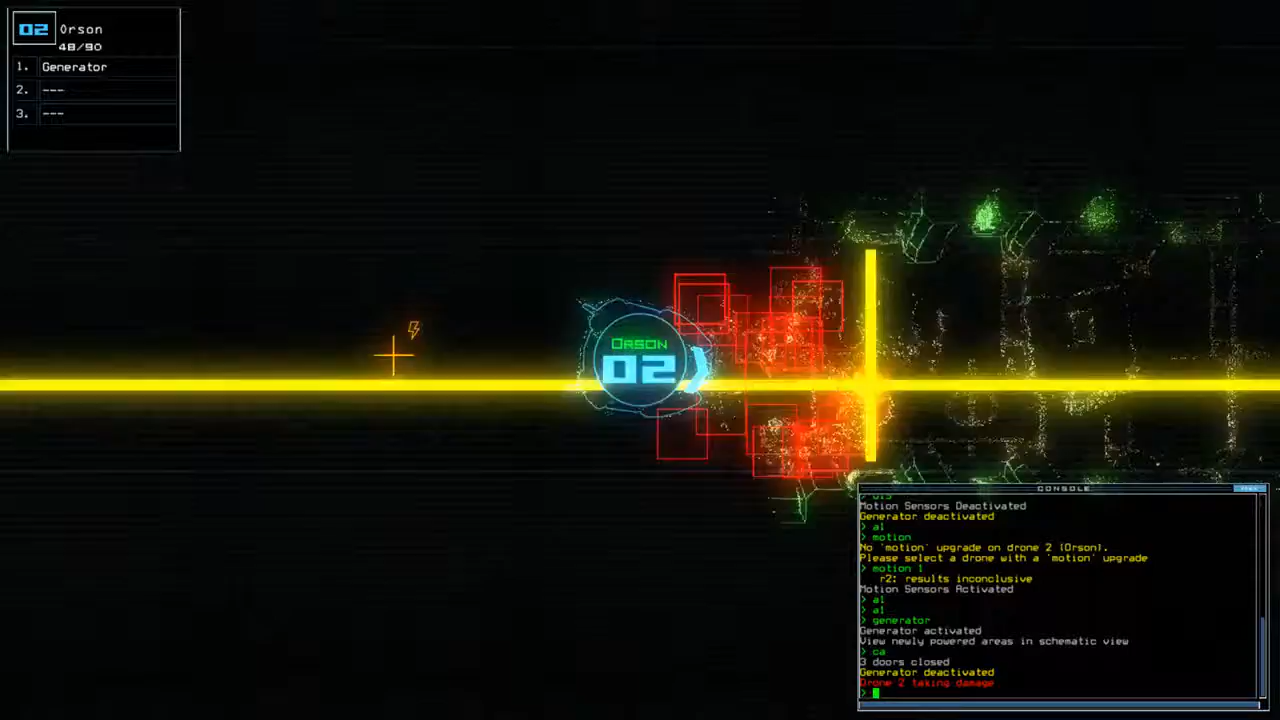 02 Orson
48/90
1. Generator
2. ---
3. ---
Orson
02
CONSOLE
Motion Sensors Deactivated
Generator deactivated
> a1
> motion
No 'motion' upgrade on drone 2 (Orson).
Please select a drone with a 'motion' upgrade
> motion 1
r2: results inconclusive
Motion Sensors Activated
> a1
> a1
> generator
Generator activated
View newly powered areas in schematic view
> ca
3 doors closed
Generator deactivated
Drone 2 taking damage
>